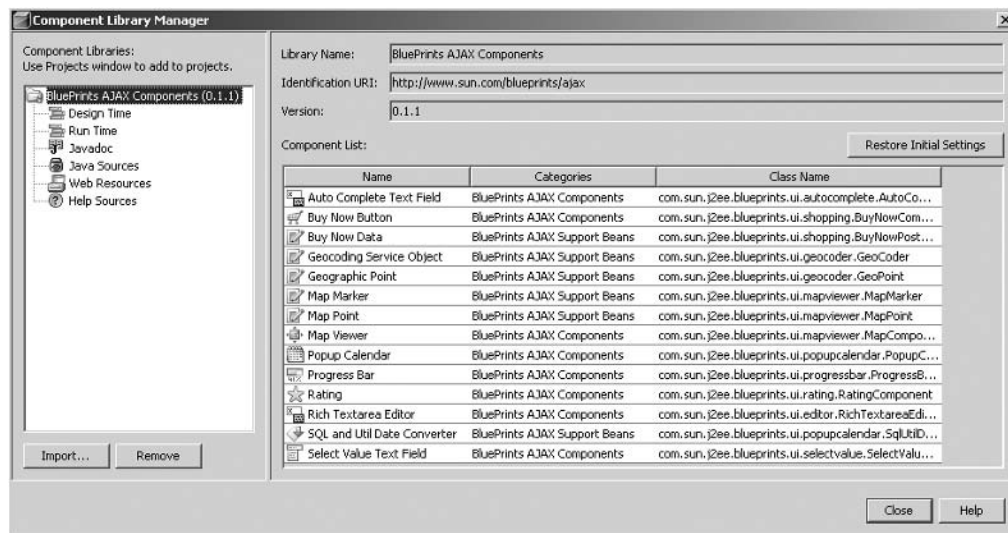 Component Library Manager
Component Libraries:
Use Projects window to add to projects.
BluePrints AJAX Components (0.1.1)
Design Time
Run Time
Javadoc
Java Sources
Web Resources
Help Sources
Import...
Remove
Library Name:
BluePrints AJAX Components
Identification URI:
http://www.sun.com/blueprints/ajax
Version:
0.1.1
Component List:
Restore Initial Settings
Name Categories Class Name
Auto Complete Text Field BluePrints AJAX Components com.sun.j2ee.blueprints.ui.autocomplete.AutoCo...
Buy Now Button BluePrints AJAX Components com.sun.j2ee.blueprints.ui.shopping.BuyNowCom...
Buy Now Data BluePrints AJAX Support Beans com.sun.j2ee.blueprints.ui.shopping.BuyNowPost...
Geocoding Service Object BluePrints AJAX Support Beans com.sun.j2ee.blueprints.ui.geocoder.GeoCoder
Geographic Point BluePrints AJAX Support Beans com.sun.j2ee.blueprints.ui.geocoder.GeoPoint
Map Marker BluePrints AJAX Support Beans com.sun.j2ee.blueprints.ui.mapviewer.MapMarker
Map Point BluePrints AJAX Support Beans com.sun.j2ee.blueprints.ui.mapviewer.MapPoint
Map Viewer BluePrints AJAX Components com.sun.j2ee.blueprints.ui.mapviewer.MapCompo...
Popup Calendar BluePrints AJAX Components com.sun.j2ee.blueprints.ui.popupcalendar.PopupC...
Progress Bar BluePrints AJAX Components com.sun.j2ee.blueprints.ui.progressbar.ProgressB...
Rating BluePrints AJAX Components com.sun.j2ee.blueprints.ui.rating.RatingComponent
Rich Textarea Editor BluePrints AJAX Components com.sun.j2ee.blueprints.ui.editor.RichTextareaEdi...
SQL and Util Date Converter BluePrints AJAX Support Beans com.sun.j2ee.blueprints.ui.popupcalendar.SqlUtilD...
Select Value Text Field BluePrints AJAX Components com.sun.j2ee.blueprints.ui.selectvalue.SelectValu...
Close
Help